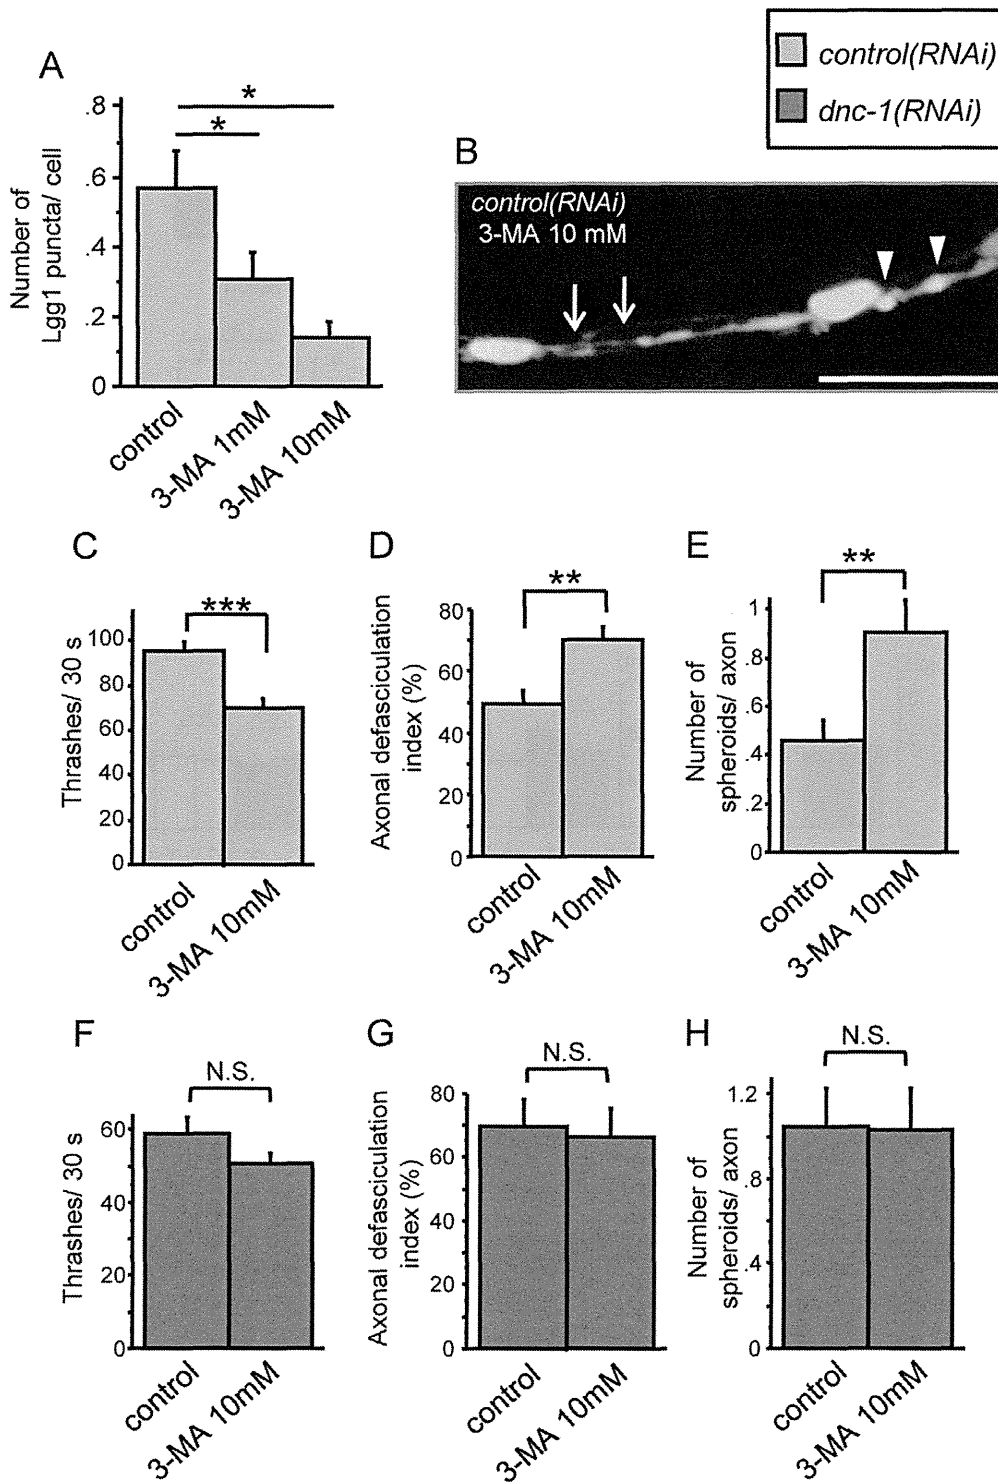 control(RNAi)
dnc-1(RNAi)
A
Number of
Lgg1 puncta/ cell
.8
.6
.4
.2
0
*
*
control
3-MA 1mM
3-MA 10mM
B
control(RNAi)
3-MA 10 mM
C
Thrashes/ 30 s
100
80
60
40
20
0
***
control
3-MA 10mM
D
Axonal defasciculation
index (%)
80
60
40
20
0
**
control
3-MA 10mM
E
Number of
spheroids/ axon
1
.8
.6
.4
.2
0
**
control
3-MA 10mM
F
Thrashes/ 30 s
60
50
20
0
N.S.
control
3-MA 10mM
G
Axonal defasciculation
index (%)
80
60
40
20
0
N.S.
control
3-MA 10mM
H
Number of
spheroids/ axon
1.2
1
.8
.4
0
N.S.
control
3-MA 10mM